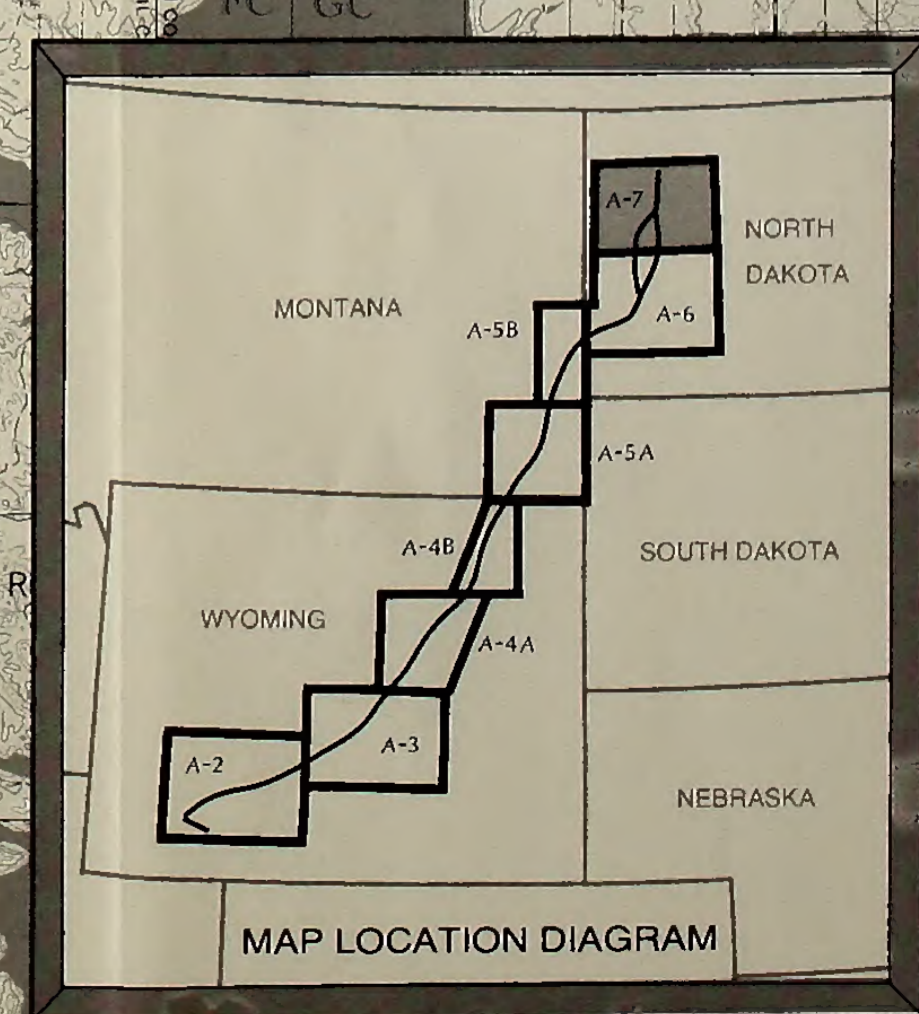 A-7
NORTH
DAKOTA
MONTANA
A-5B
A-6
A-5A
A-4B
SOUTH DAKOTA
WYOMING
A-4A
A-3
A-2
NEBRASKA
MAP LOCATION DIAGRAM
R